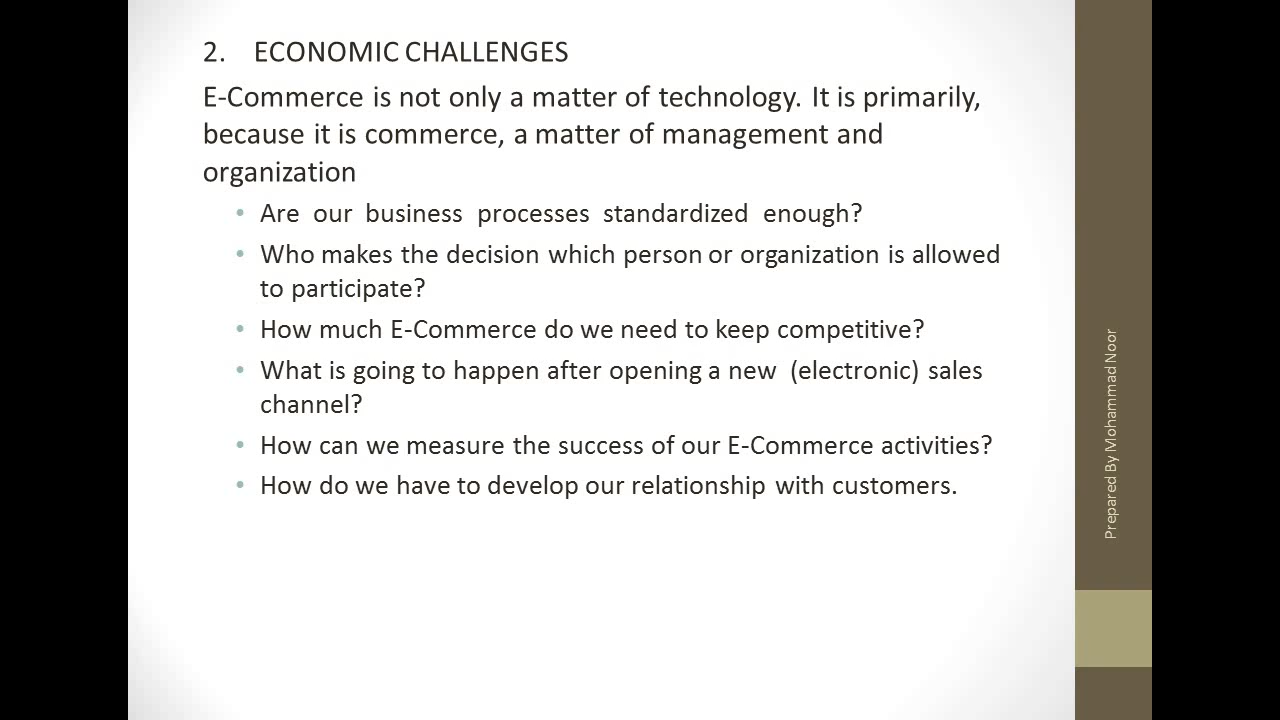 2. ECONOMIC CHALLENGES
E-Commerce is not only a matter of technology. It is primarily,
because it is commerce, a matter of management and
organization
• Are our business processes standardized enough?
• Who makes the decision which person or organization is allowed
to participate?
• How much E-Commerce do we need to keep competitive?
• What is going to happen after opening a new (electronic) sales
channel?
• How can we measure the success of our E-Commerce activities?
• How do we have to develop our relationship with customers.
Prepared By Mohammad Noor